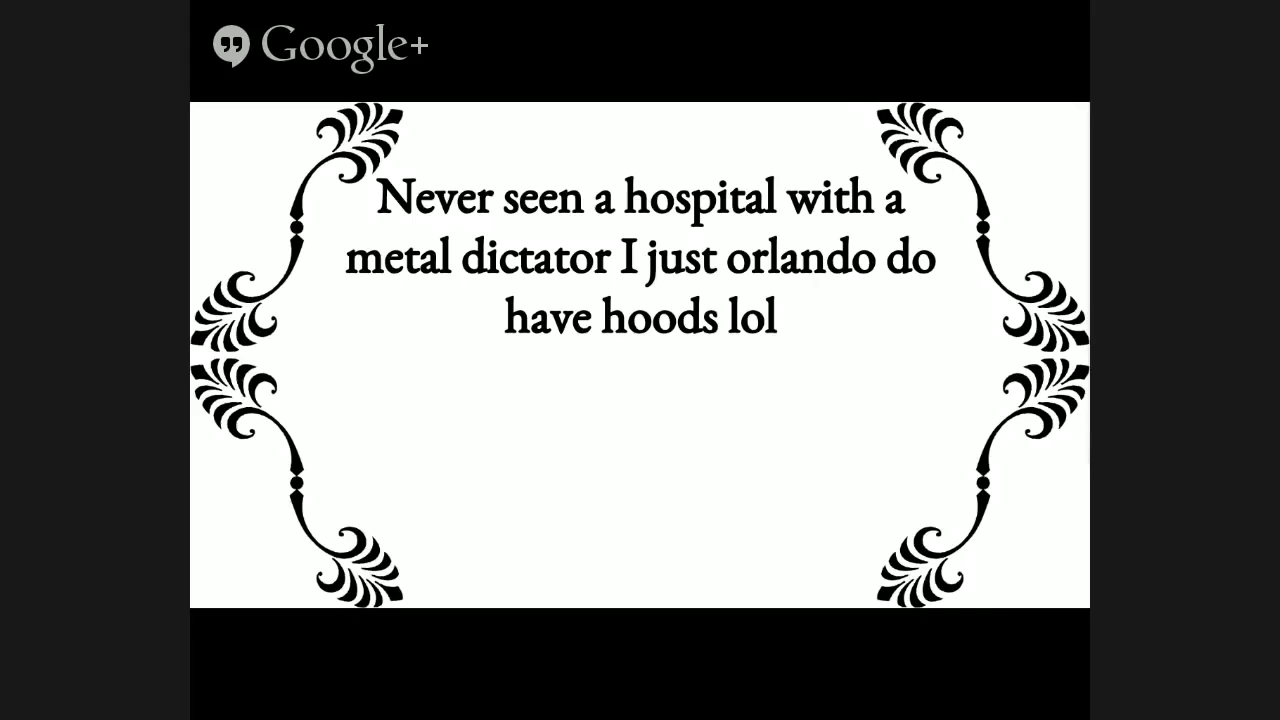 Google+
Never seen a hospital with a
metal dictator I just orlando do
have hoods lol